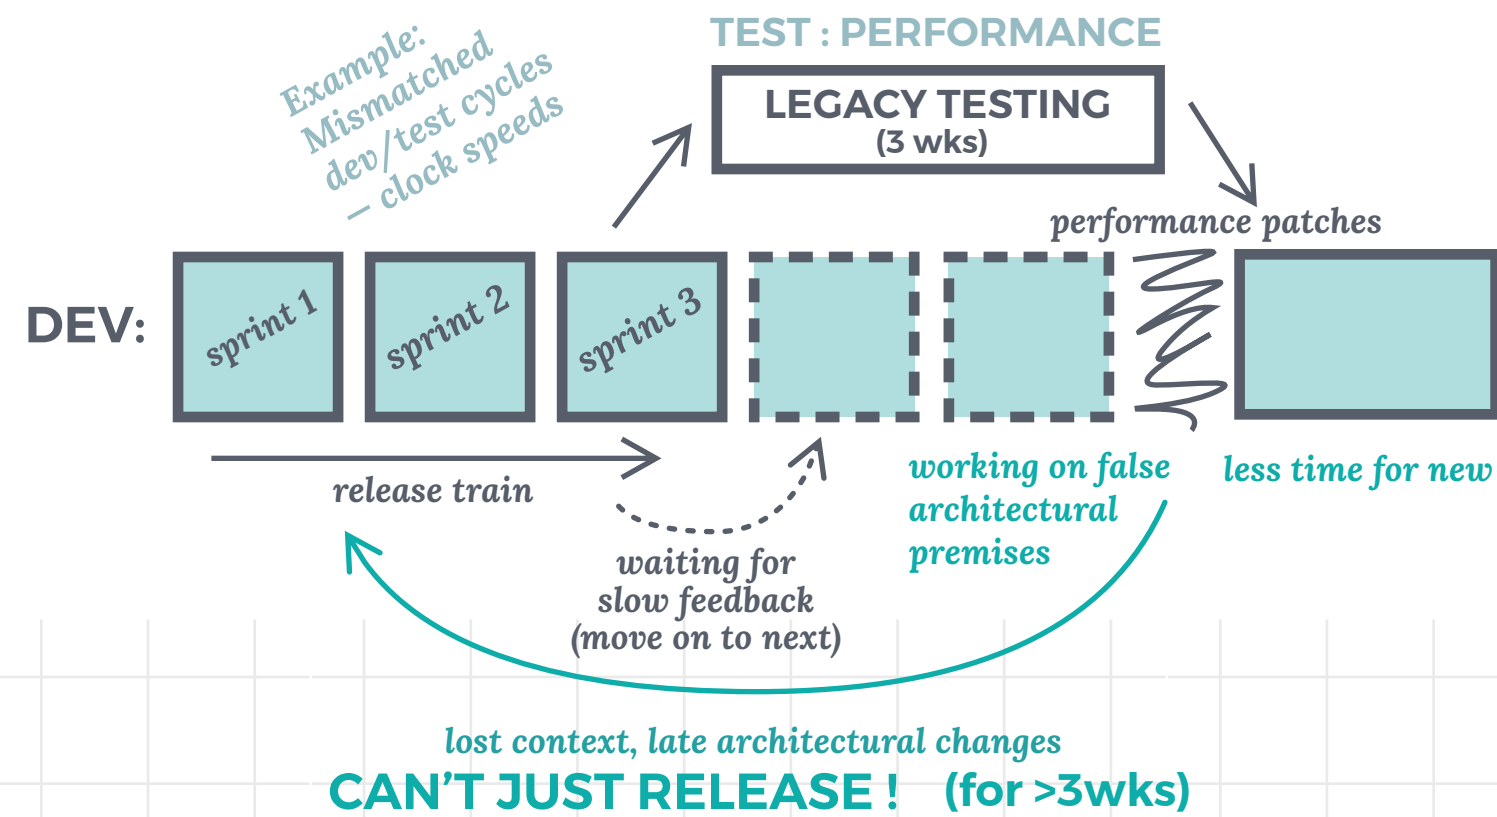 Example:
Mismatched
dev/test cycles
– clock speeds
TEST : PERFORMANCE
LEGACY TESTING
(3 wks)
performance patches
DEV:
sprint 1
sprint 2
sprint 3
release train
waiting for
slow feedback
(move on to next)
working on false
architectural
premises
less time for new
lost context, late architectural changes
CAN’T JUST RELEASE ! (for >3wks)